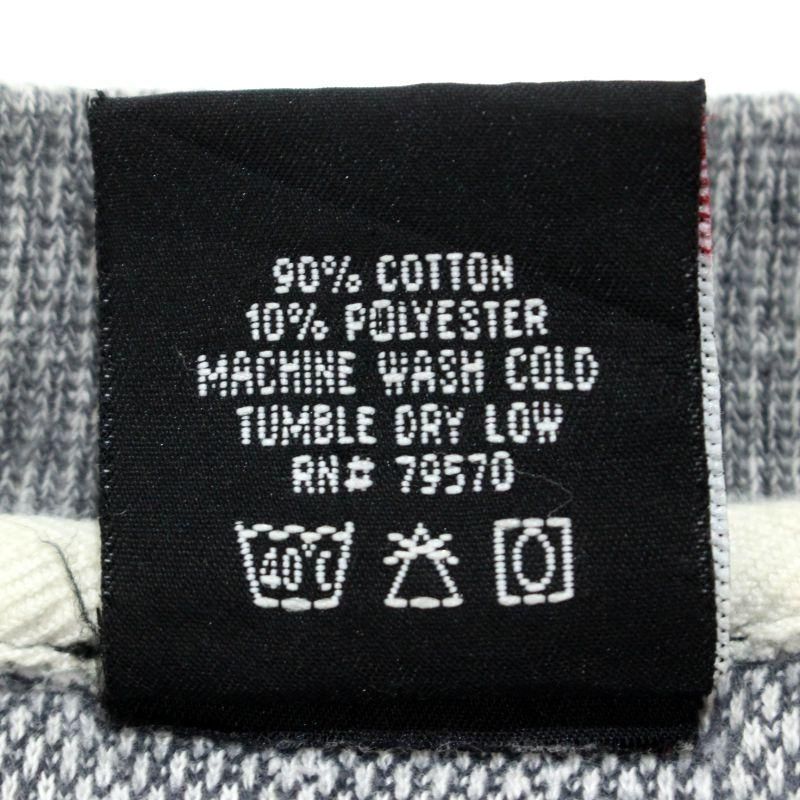 90% COTTON
10% POLYESTER
MACHINE WASH COLD
TUMBLE DRY LOW
RN# 79570
40°C